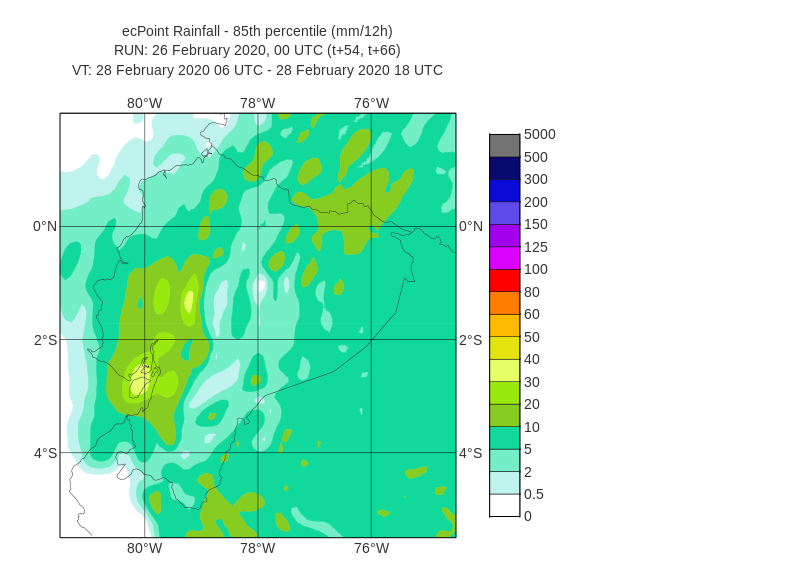 ecPoint Rainfall - 85th percentile (mm/12h)
RUN: 26 February 2020, 00 UTC (t+54, t+66)
VT: 28 February 2020 06 UTC - 28 February 2020 18 UTC
80°W 78°W 76°W
0°N 0°N
2°S 2°S
4°S 4°S
80°W 78°W 76°W
5000
500
300
200
150
125
100
80
60
50
40
30
20
10
5
2
0.5
0